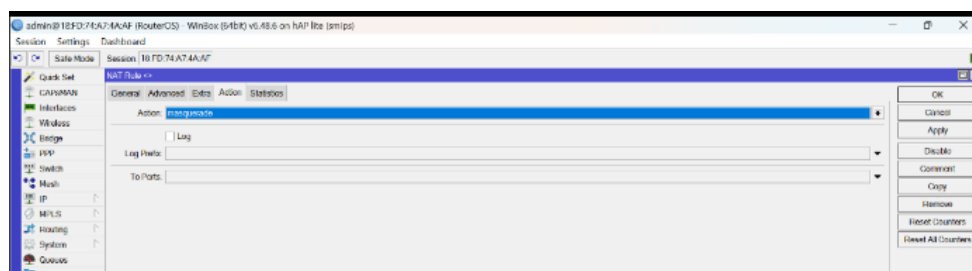 admin@18:FD:74:A7:4A:AF (RouterOS) - WinBox (64bit) v6.48.6 on hAP lite (smips)
Session Settings Dashboard
Safe Mode Session: 18:FD:74:A7:4A:AF
Quick Set
CAPsMAN
Interfaces
Wireless
Bridge
PPP
Switch
Mesh
IP
MPLS
Routing
System
Queues
NAT Rule <>
General Advanced Extra Action Statistics
Action: masquerade
Log
Log Prefix:
To Ports:
OK
Cancel
Apply
Disable
Comment
Copy
Remove
Reset Counters
Reset All Counters